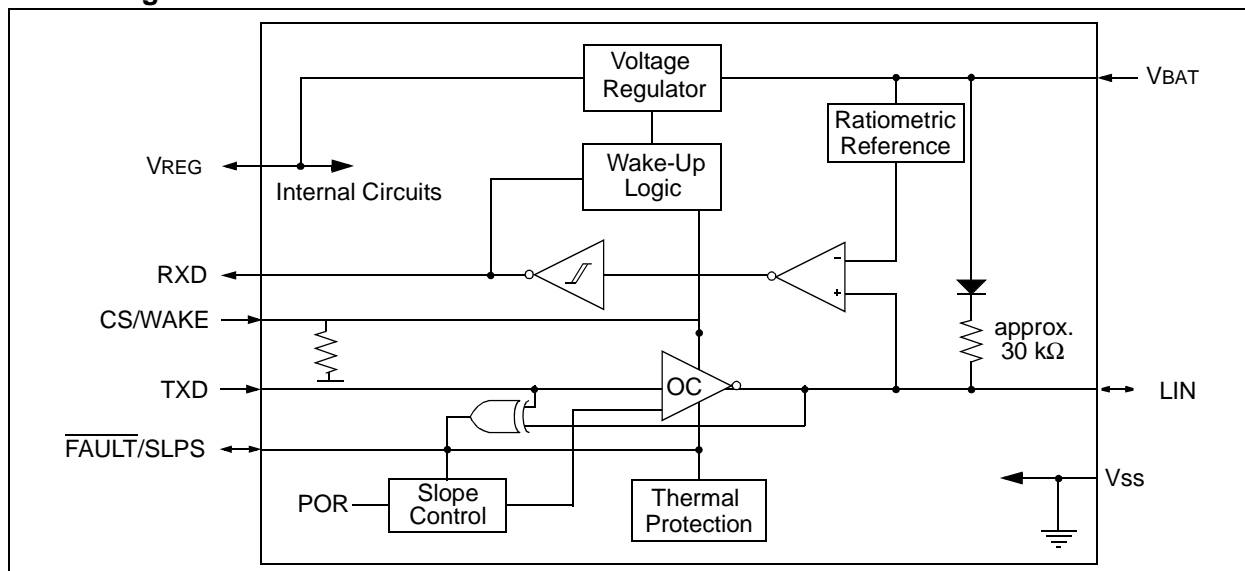 Voltage
Regulator
VBAT
Ratiometric
Reference
VREG
Internal Circuits
Wake-Up
Logic
RXD
-
+
CS/WAKE
approx.
30 kΩ
TXD
OC
LIN
FAULT/SLPS
VSS
POR
Slope
Control
Thermal
Protection